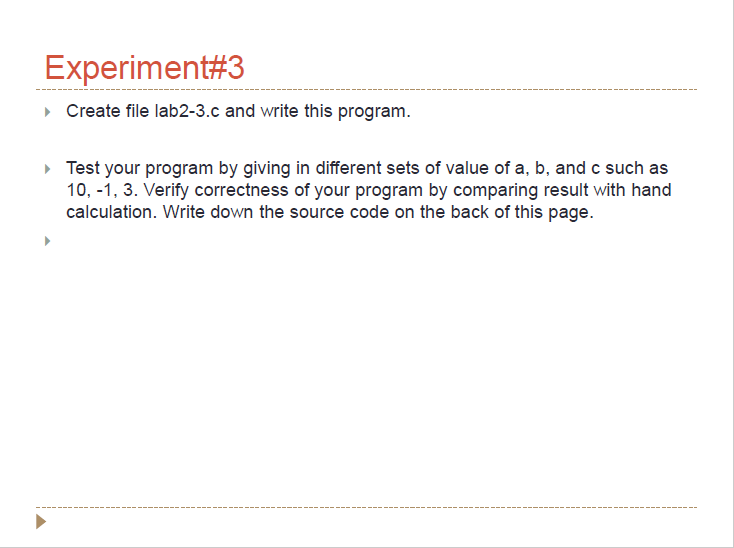 Experiment#3
Create file lab2-3.c and write this program.
Test your program by giving in different sets of value of a, b, and c such as
10, -1, 3. Verify correctness of your program by comparing result with hand
calculation. Write down the source code on the back of this page.